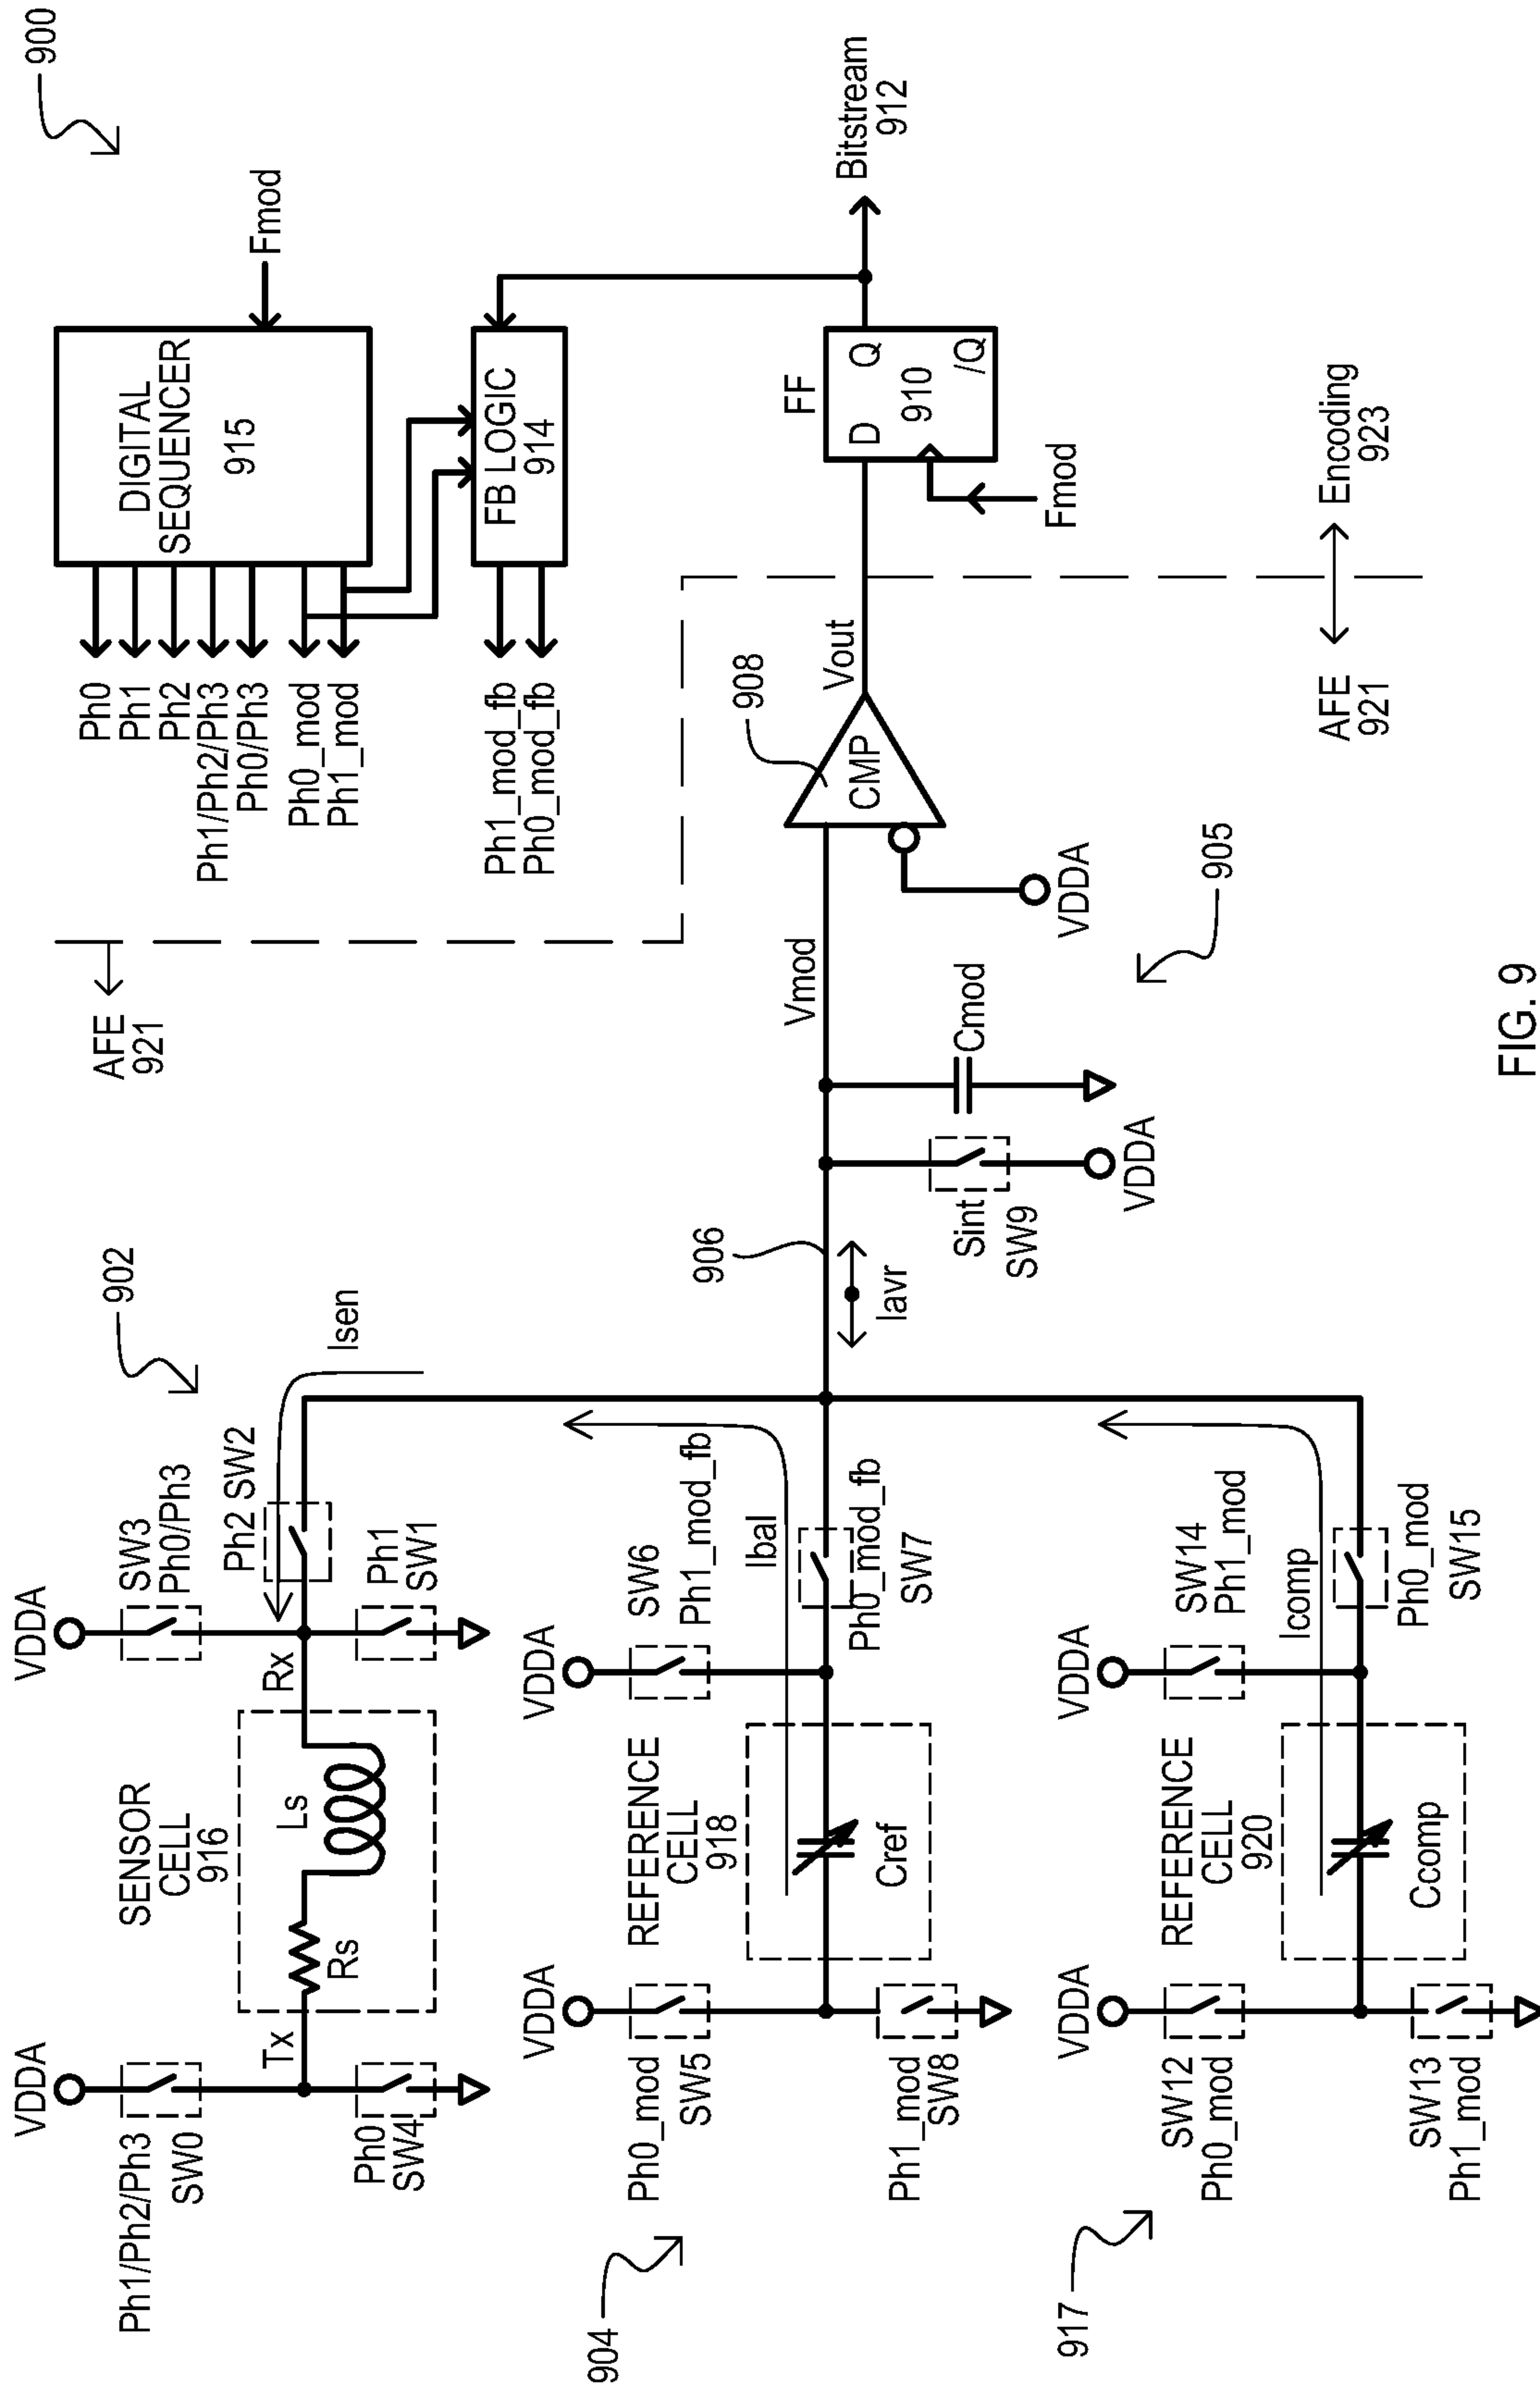 900
DIGITAL
SEQUENCER
915
Fmod
Ph0
Ph1
Ph2
Ph1/Ph2/Ph3
Ph0/Ph3
Ph0_mod
Ph1_mod
FB LOGIC
914
Ph1_mod_fb
Ph0_mod_fb
AFE
921
902
VDDA
Ph1/Ph2/Ph3
SW0
Tx
Ph0
SW4
SENSOR
CELL
916
Rs
Ls
VDDA
SW3
Ph0/Ph3
Rx
Ph1
SW1
Ph2 SW2
Isen
904
VDDA
Ph0_mod
SW5
Ph1_mod
SW8
REFERENCE
CELL
918
Cref
VDDA
SW6
Ph1_mod_fb
Ibal
Ph0_mod_fb
SW7
917
VDDA
SW12
Ph0_mod
SW13
Ph1_mod
REFERENCE
CELL
920
Ccomp
VDDA
SW14
Ph1_mod
Icomp
Ph0_mod
SW15
906
Iavr
Sint
SW9
VDDA
Cmod
Vmod
905
908
CMP
VDDA
Vout
FF
D
Q
910
/Q
Fmod
Bitstream
912
AFE
921
Encoding
923
FIG. 9